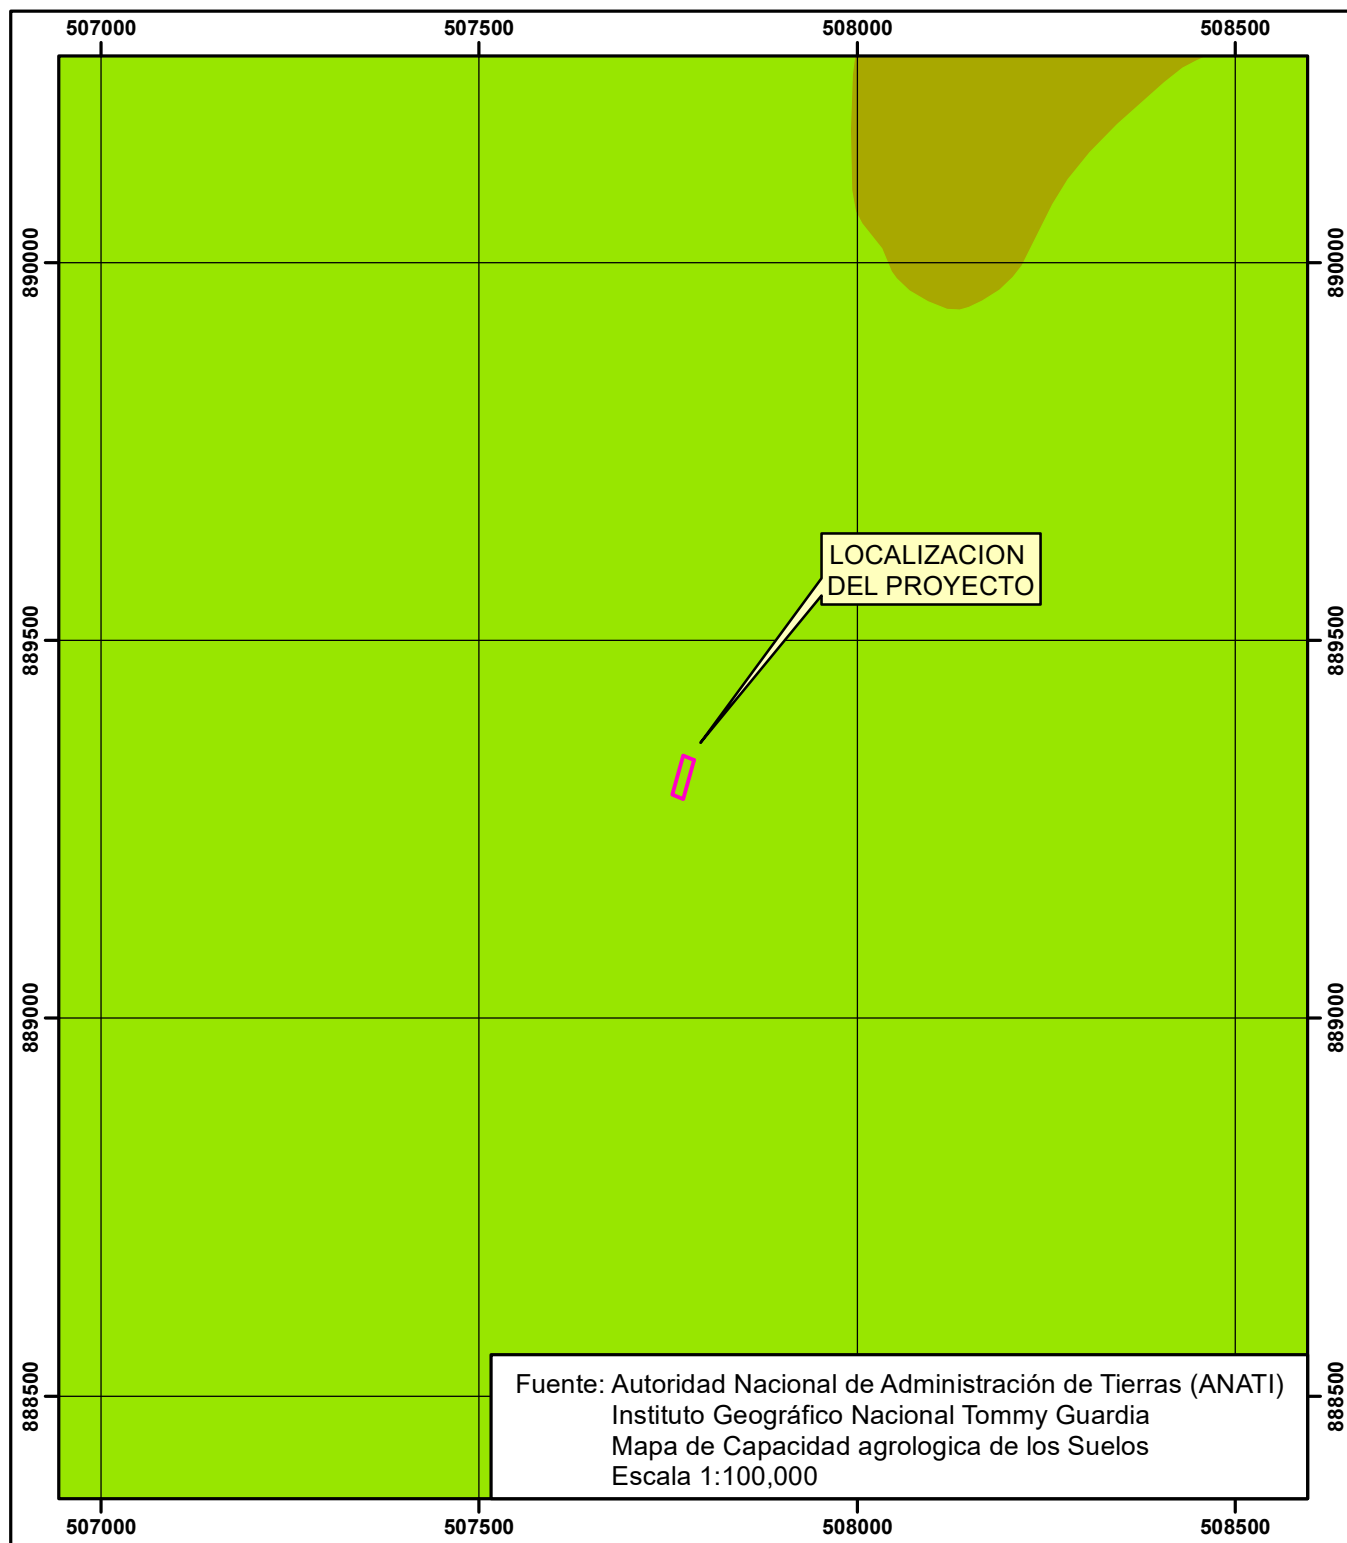 507000 507500 508000 508500
890000 890000
LOCALIZACION
DEL PROYECTO
889500 889500
889000 889000
888500 888500
Fuente: Autoridad Nacional de Administración de Tierras (ANATI)
Instituto Geográfico Nacional Tommy Guardia
Mapa de Capacidad agrologica de los Suelos
Escala 1:100,000
507000 507500 508000 508500